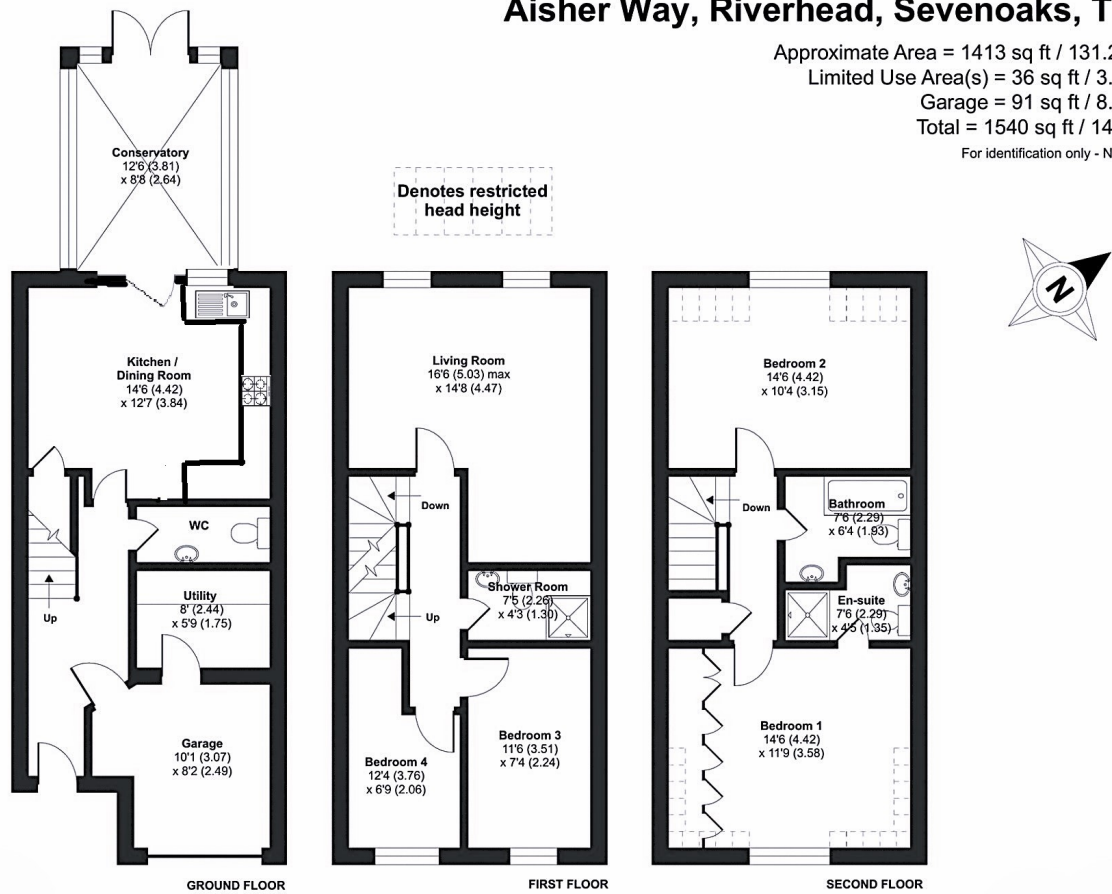 Aisher Way, Riverhead, Sevenoaks, T
Approximate Area = 1413 sq ft / 131.2
Limited Use Area(s) = 36 sq ft / 3.
Garage = 91 sq ft / 8.
Total = 1540 sq ft / 14
For identification only - N
Denotes restricted
head height
N
Conservatory
12'6 (3.81)
x 8'8 (2.64)
Kitchen /
Dining Room
14'6 (4.42)
x 12'7 (3.84)
WC
Utility
8' (2.44)
x 5'9 (1.75)
Up
Garage
10'1 (3.07)
x 8'2 (2.49)
GROUND FLOOR
Living Room
16'6 (5.03) max
x 14'8 (4.47)
Down
Shower Room
7'5 (2.26)
x 4'3 (1.30)
Up
Bedroom 3
11'6 (3.51)
x 7'4 (2.24)
Bedroom 4
12'4 (3.76)
x 6'9 (2.06)
FIRST FLOOR
Bedroom 2
14'6 (4.42)
x 10'4 (3.15)
Down
Bathroom
7'6 (2.29)
x 6'4 (1.93)
En-suite
7'6 (2.29)
x 4'5 (1.35)
Bedroom 1
14'6 (4.42)
x 11'9 (3.58)
SECOND FLOOR